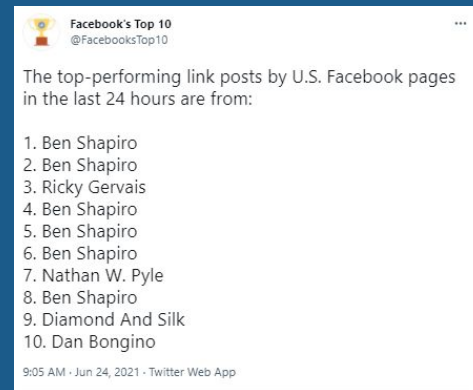 Facebook's Top 10
@FacebooksTop10
The top-performing link posts by U.S. Facebook pages
in the last 24 hours are from:
1. Ben Shapiro
2. Ben Shapiro
3. Ricky Gervais
4. Ben Shapiro
5. Ben Shapiro
6. Ben Shapiro
7. Nathan W. Pyle
8. Ben Shapiro
9. Diamond And Silk
10. Dan Bongino
9:05 AM · Jun 24, 2021 · Twitter Web App